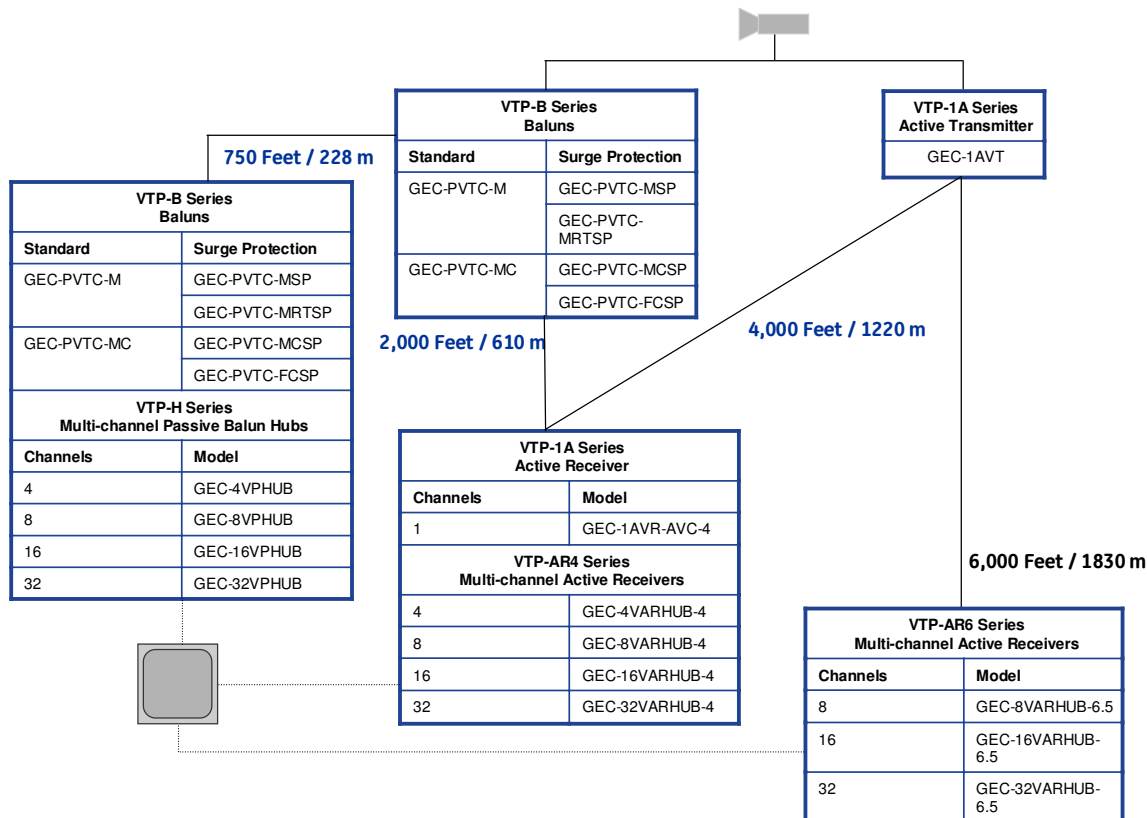 VTP-B Series
Baluns
Standard Surge Protection
GEC-PVTC-M GEC-PVTC-MSP
GEC-PVTC-
MRTSP
GEC-PVTC-MC GEC-PVTC-MCSP
GEC-PVTC-FCSP
VTP-1A Series
Active Transmitter
GEC-1AVT
750 Feet / 228 m
VTP-B Series
Baluns
Standard Surge Protection
GEC-PVTC-M GEC-PVTC-MSP
GEC-PVTC-MRTSP
GEC-PVTC-MC GEC-PVTC-MCSP
GEC-PVTC-FCSP
VTP-H Series
Multi-channel Passive Balun Hubs
Channels Model
4 GEC-4VPHUB
8 GEC-8VPHUB
16 GEC-16VPHUB
32 GEC-32VPHUB
2,000 Feet / 610 m
4,000 Feet / 1220 m
VTP-1A Series
Active Receiver
Channels Model
1 GEC-1AVR-AVC-4
VTP-AR4 Series
Multi-channel Active Receivers
4 GEC-4VARHUB-4
8 GEC-8VARHUB-4
16 GEC-16VARHUB-4
32 GEC-32VARHUB-4
6,000 Feet / 1830 m
VTP-AR6 Series
Multi-channel Active Receivers
Channels Model
8 GEC-8VARHUB-6.5
16 GEC-16VARHUB-
6.5
32 GEC-32VARHUB-
6.5